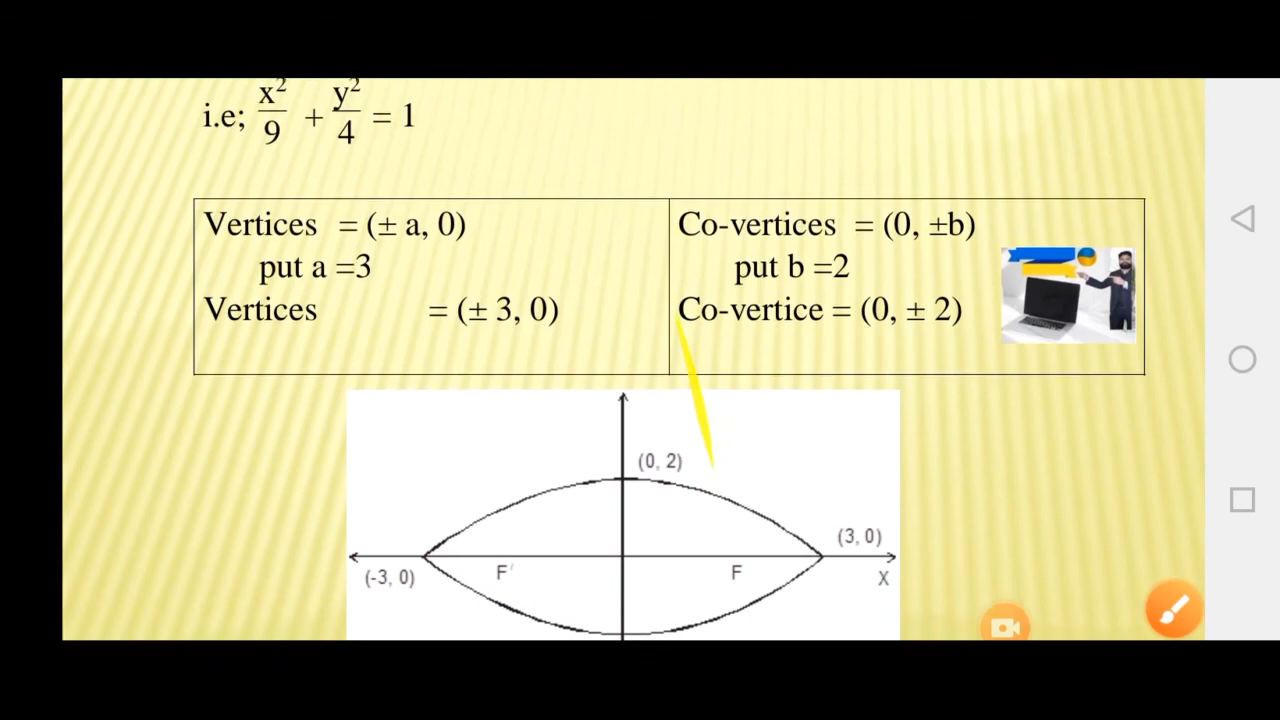 i.e; x²/9 + y²/4 = 1
Vertices = (± a, 0)
put a =3
Vertices = (± 3, 0)
Co-vertices = (0, ±b)
put b =2
Co-vertice = (0, ± 2)
(0, 2)
(3, 0)
(-3, 0)
F'
F
X